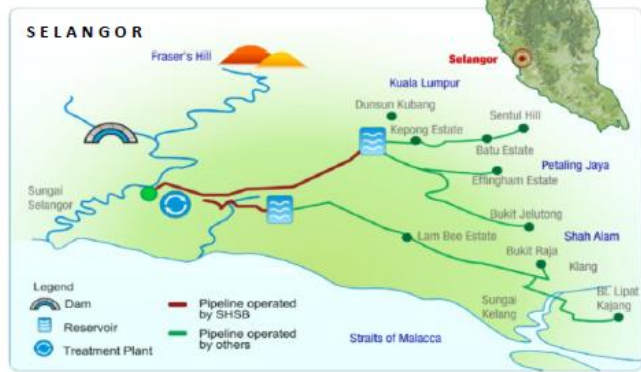 SELANGOR
Fraser's Hill
Selangor
Kuala Lumpur
Dunsun Kubang
Sentul Hill
Kepong Estate
Batu Estate
Petaling Jaya
Effingham Estate
Sungai
Selangor
Bukit Jelutong
Shah Alam
Lam Bee Estate
Bukit Raja
Klang
Legend
Dam
Reservoir
Treatment Plant
Pipeline operated
by SHSB
Pipeline operated
by others
Sungai
Kelang
Bt. Lipat
Kajang
Straits of Malacca